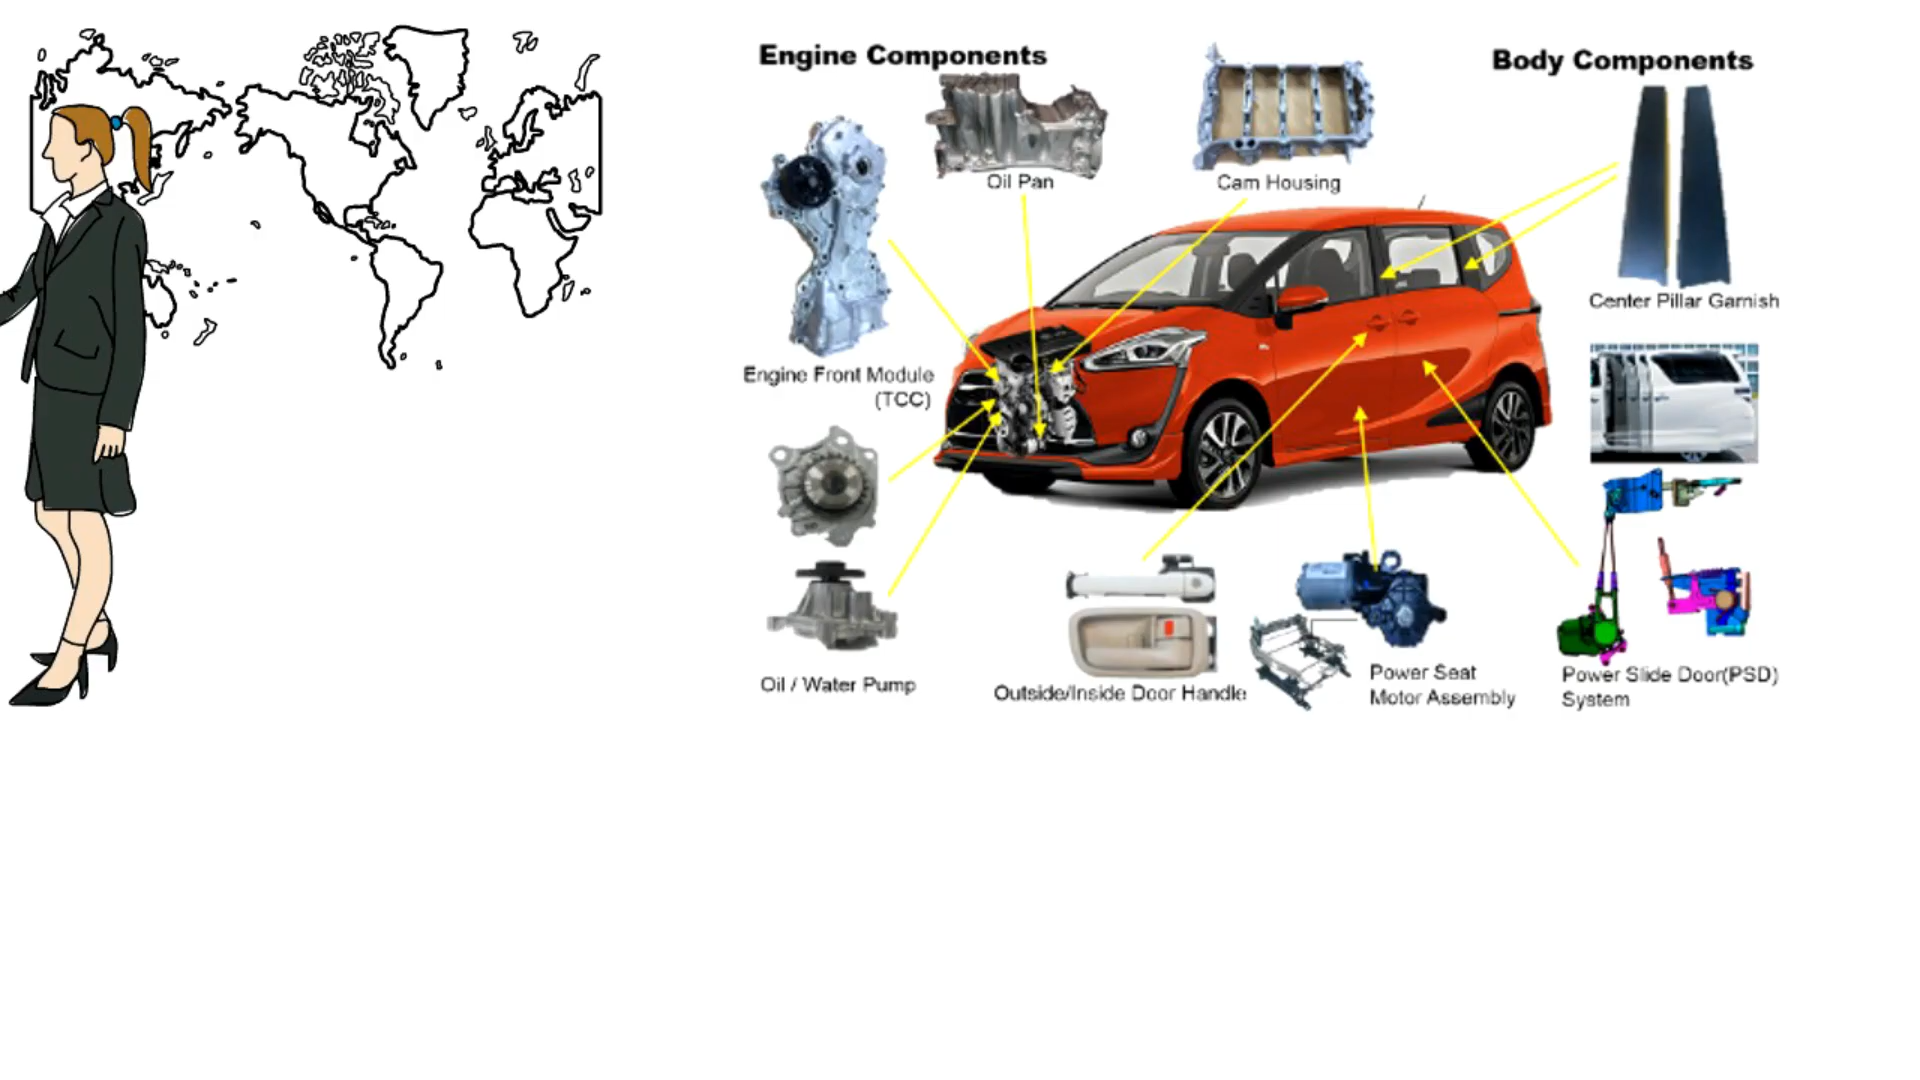 Engine Components
Body Components
Oil Pan
Cam Housing
Center Pillar Garnish
Engine Front Module
(TCC)
Oil / Water Pump
Outside/Inside Door Handle
Power Seat
Motor Assembly
Power Slide Door(PSD)
System